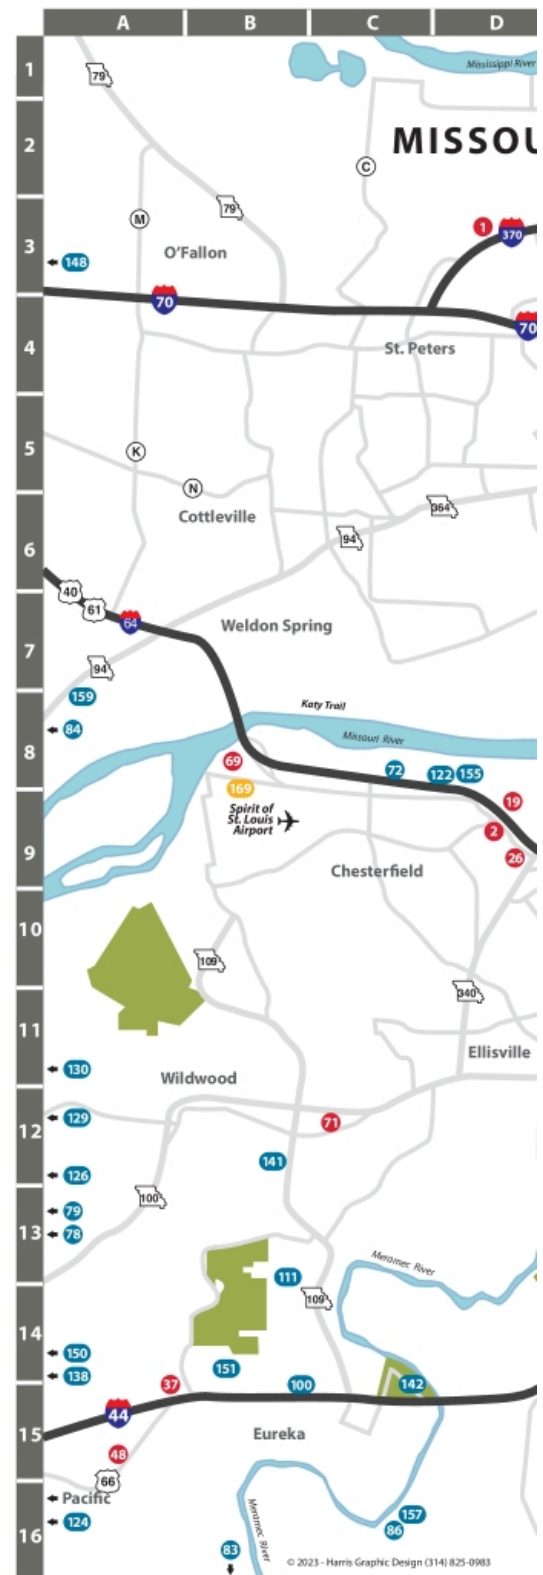 A B C D
1
Mississippi River
79
2
MISSOU
C
79
M
3
1
370
O'Fallon
148
70
70
4
St. Peters
5
K
N
364
Cottleville
94
6
40
61
64
Weldon Spring
7
94
159
Katy Trail
84
Missouri River
8
69
72
122
155
169
19
Spirit of
St. Louis
Airport
2
9
26
Chesterfield
10
109
340
11
Ellisville
130
Wildwood
129
71
12
141
126
100
79
13
78
Meramec River
111
109
14
150
151
138
37
100
142
44
15
Eureka
48
66
Pacific
Meramec River
157
124
86
16
83
© 2023 - Harris Graphic Design (314) 825-0983